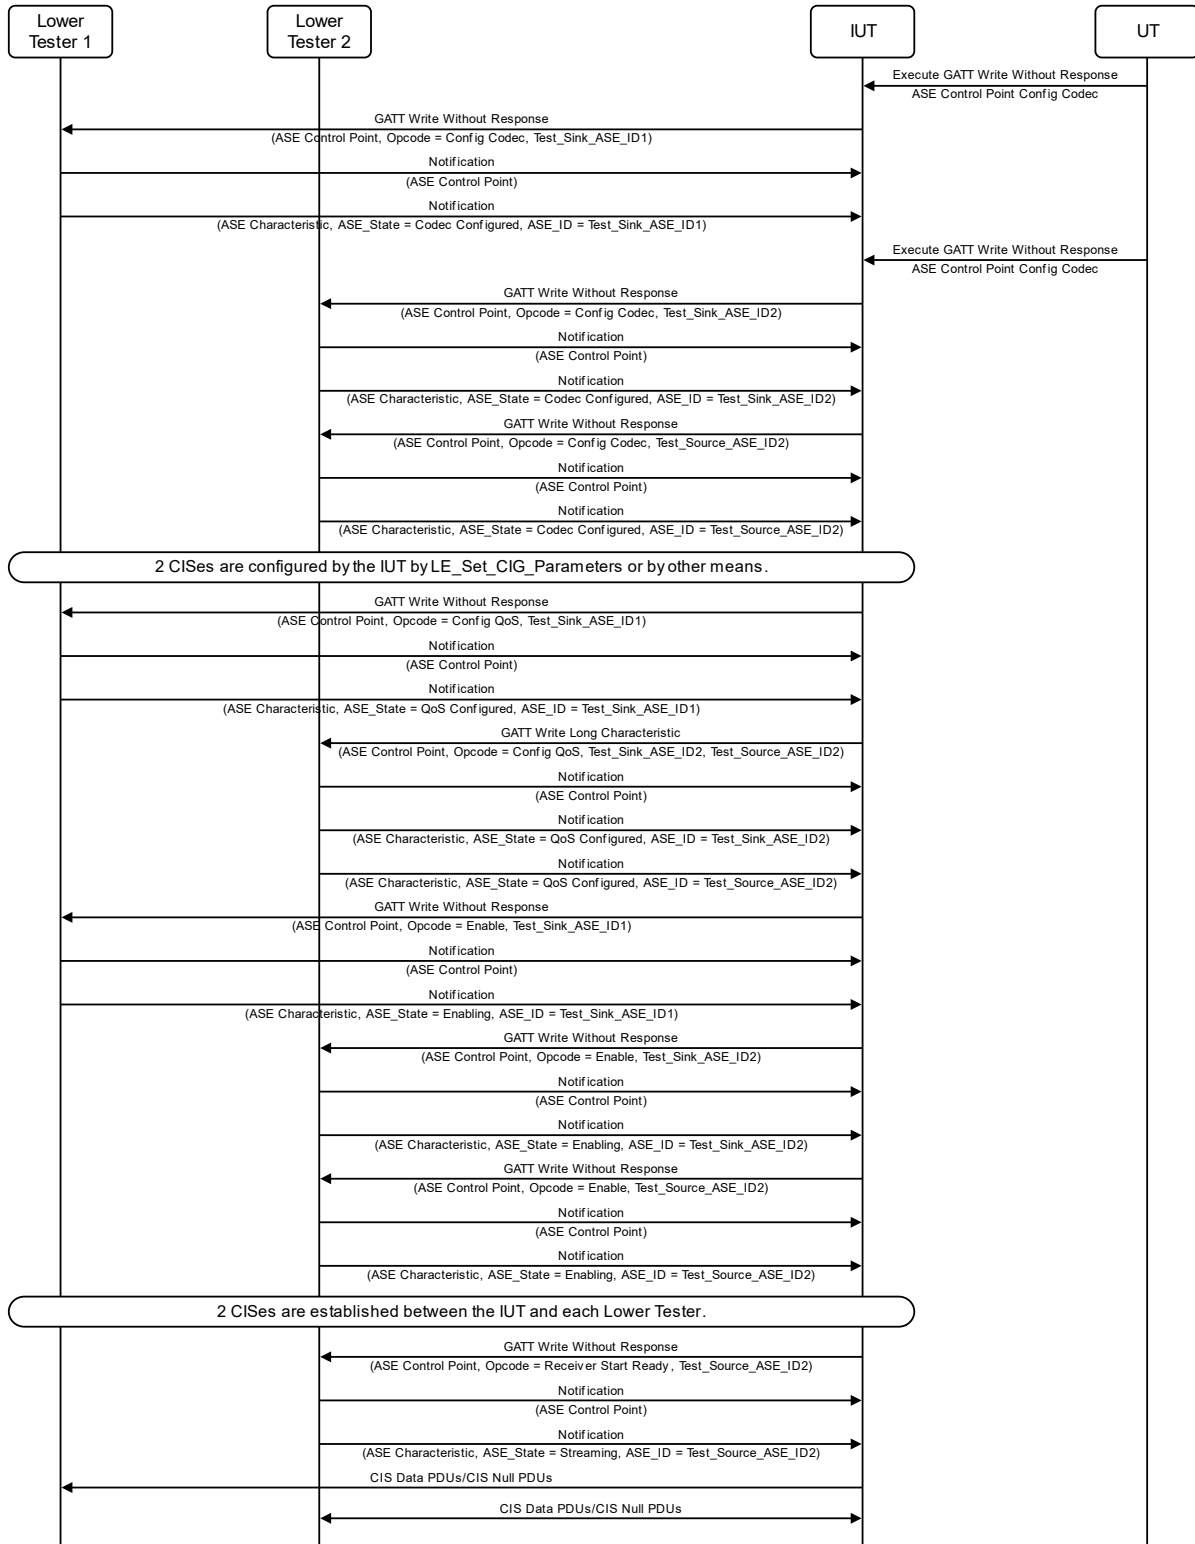 Lower
Tester 1
Lower
Tester 2
IUT
UT
Execute GATT Write Without Response
ASE Control Point Config Codec
GATT Write Without Response
(ASE Control Point, Opcode = Config Codec, Test_Sink_ASE_ID1)
Notification
(ASE Control Point)
Notification
(ASE Characteristic, ASE_State = Codec Configured, ASE_ID = Test_Sink_ASE_ID1)
Execute GATT Write Without Response
ASE Control Point Config Codec
GATT Write Without Response
(ASE Control Point, Opcode = Config Codec, Test_Sink_ASE_ID2)
Notification
(ASE Control Point)
Notification
(ASE Characteristic, ASE_State = Codec Configured, ASE_ID = Test_Sink_ASE_ID2)
GATT Write Without Response
(ASE Control Point, Opcode = Config Codec, Test_Source_ASE_ID2)
Notification
(ASE Control Point)
Notification
(ASE Characteristic, ASE_State = Codec Configured, ASE_ID = Test_Source_ASE_ID2)
2 CISes are configured by the IUT by LE_Set_CIG_Parameters or by other means.
GATT Write Without Response
(ASE Control Point, Opcode = Config QoS, Test_Sink_ASE_ID1)
Notification
(ASE Control Point)
Notification
(ASE Characteristic, ASE_State = QoS Configured, ASE_ID = Test_Sink_ASE_ID1)
GATT Write Long Characteristic
(ASE Control Point, Opcode = Config QoS, Test_Sink_ASE_ID2, Test_Source_ASE_ID2)
Notification
(ASE Control Point)
Notification
(ASE Characteristic, ASE_State = QoS Configured, ASE_ID = Test_Sink_ASE_ID2)
Notification
(ASE Characteristic, ASE_State = QoS Configured, ASE_ID = Test_Source_ASE_ID2)
GATT Write Without Response
(ASE Control Point, Opcode = Enable, Test_Sink_ASE_ID1)
Notification
(ASE Control Point)
Notification
(ASE Characteristic, ASE_State = Enabling, ASE_ID = Test_Sink_ASE_ID1)
GATT Write Without Response
(ASE Control Point, Opcode = Enable, Test_Sink_ASE_ID2)
Notification
(ASE Control Point)
Notification
(ASE Characteristic, ASE_State = Enabling, ASE_ID = Test_Sink_ASE_ID2)
GATT Write Without Response
(ASE Control Point, Opcode = Enable, Test_Source_ASE_ID2)
Notification
(ASE Control Point)
Notification
(ASE Characteristic, ASE_State = Enabling, ASE_ID = Test_Source_ASE_ID2)
2 CISes are established between the IUT and each Lower Tester.
GATT Write Without Response
(ASE Control Point, Opcode = Receiver Start Ready, Test_Source_ASE_ID2)
Notification
(ASE Control Point)
Notification
(ASE Characteristic, ASE_State = Streaming, ASE_ID = Test_Source_ASE_ID2)
CIS Data PDUs/CIS Null PDUs
CIS Data PDUs/CIS Null PDUs